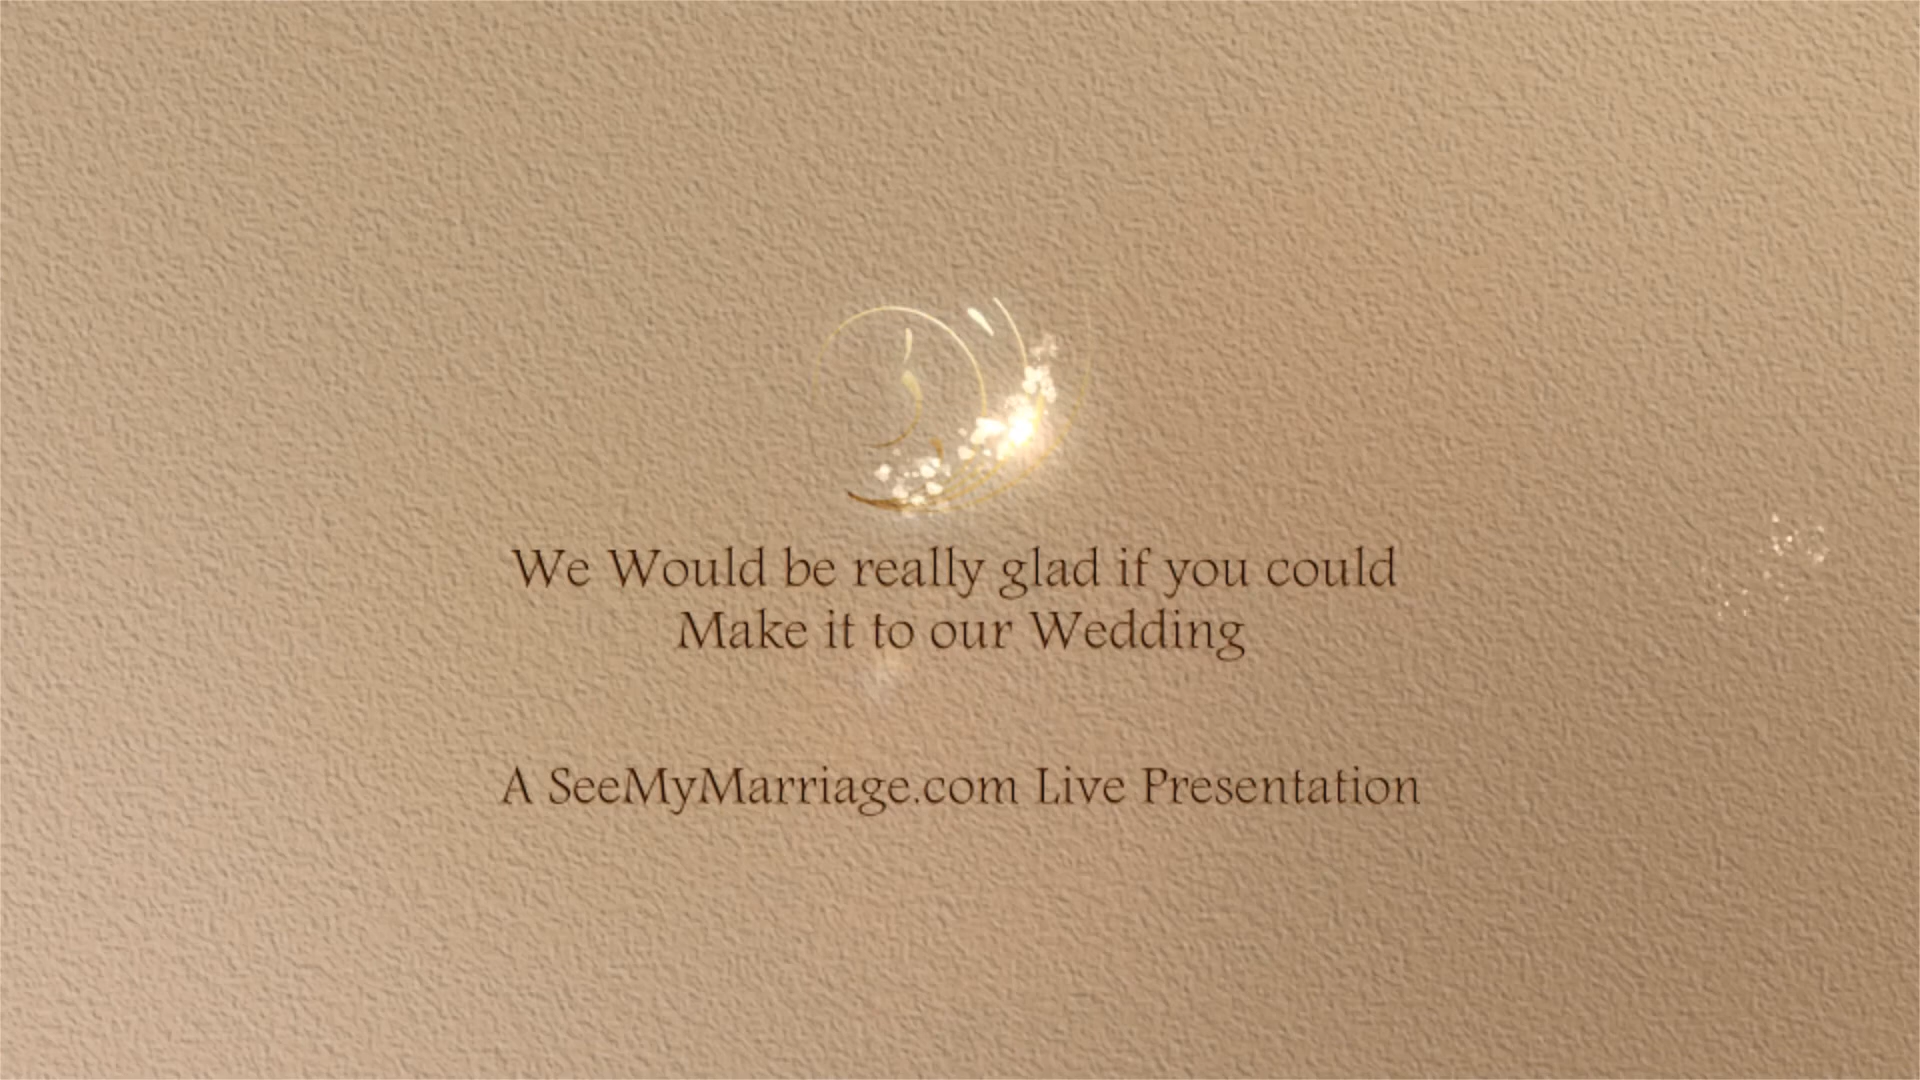 We Would be really glad if you could
Make it to our Wedding
A SeeMyMarriage.com Live Presentation